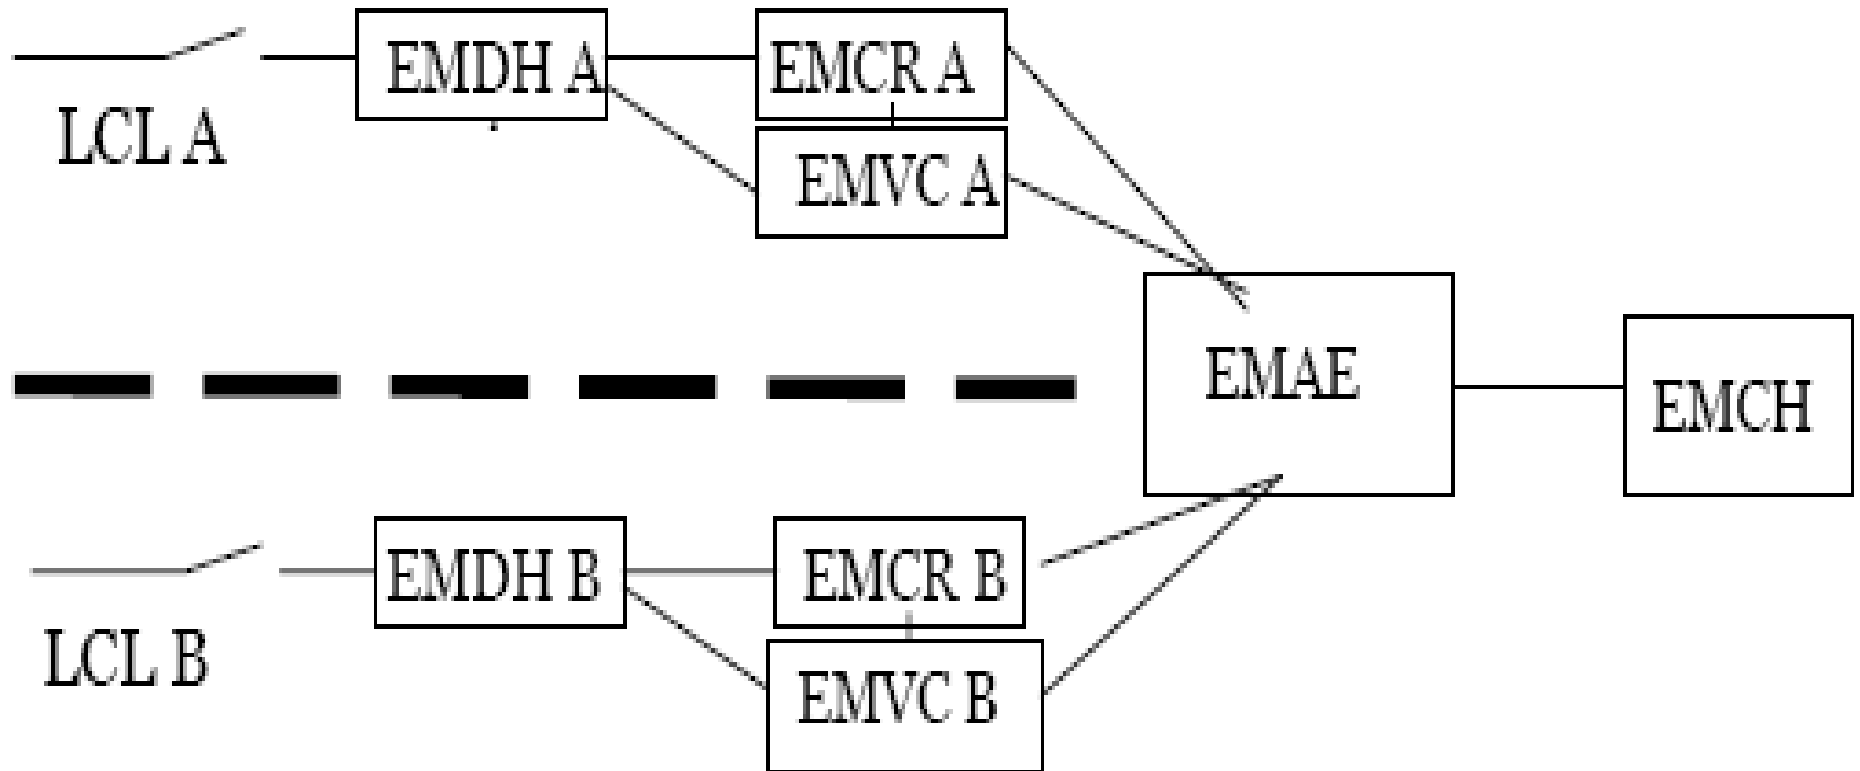 EMDH A
EMCR A
LCL A
EMVC A
EMAE
EMCH
EMDH B
EMCR B
LCL B
EMVC B